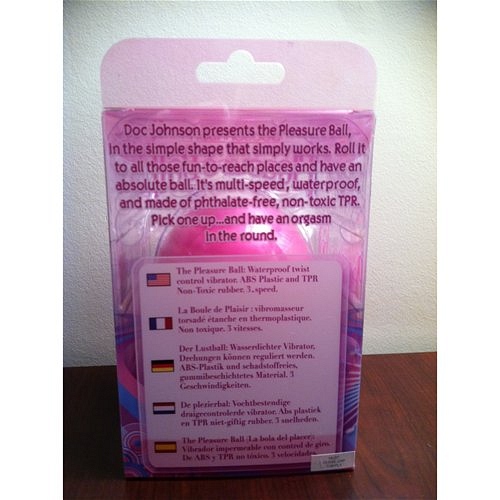 Doc Johnson presents the Pleasure Ball,
in the simple shape that simply works. Roll it
to all those fun-to-reach places and have an
absolute ball. It's multi-speed, waterproof,
and made of phthalate-free, non-toxic TPR.
Pick one up...and have an orgasm
in the round.
The Pleasure Ball: Waterproof twist
control vibrator. ABS Plastic and TPR
Non-Toxic rubber. 3 speed.
La Boule de Plaisir : vibromasseur
torsadé étanche en thermoplastique.
Non toxique. 3 vitesses.
Der Lustball: Wasserdichter Vibrator.
Drehungen können reguliert werden.
ABS-Plastik und schadstoffreies,
gummibeschichtetes Material. 3
Geschwindigkeiten.
De plezierbal: Vochtbestendige
draaigecontroleerde vibrator. Abs plastiek
en TPR niet-giftig rubber. 3 snelheden.
The Pleasure Ball (La bola del placer):
Vibrador impermeable con control de giro.
De ABS y TPR no tóxico. 3 velocidades